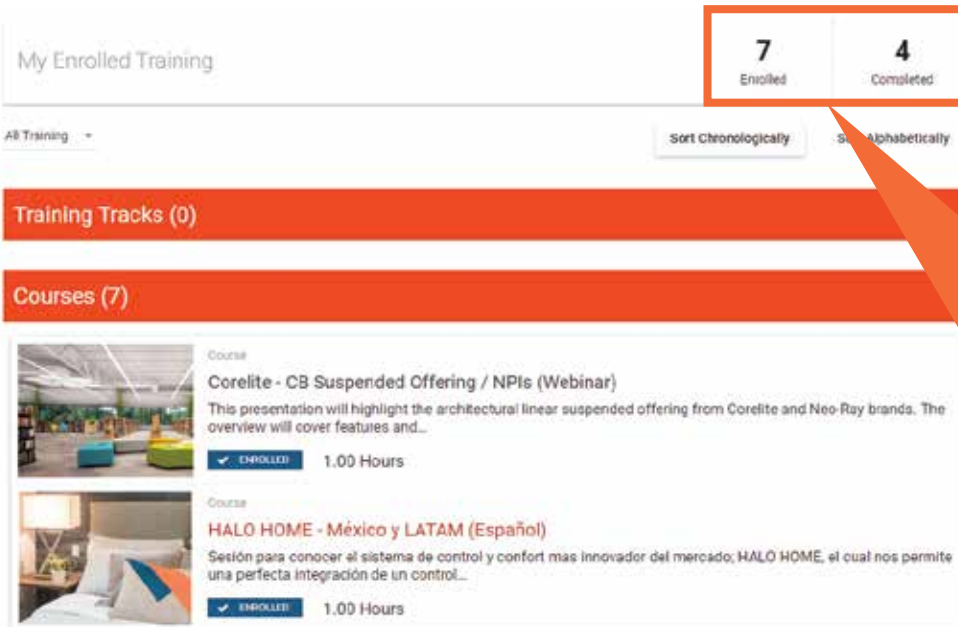 My Enrolled Training
7
Enrolled
4
Completed
All Training
Sort Chronologically
Alphabetically
Training Tracks (0)
Courses (7)
Course
Corelite - CB Suspended Offering / NPIs (Webinar)
This presentation will highlight the architectural linear suspended offering from Corelite and Neo-Ray brands. The
overview will cover features and...
ENROLLED
1.00 Hours
Course
HALO HOME - México y LATAM (Español)
Sesión para conocer el sistema de control y confort mas innovador del mercado; HALO HOME, el cual nos permite
una perfecta integración de un control...
ENROLLED
1.00 Hours